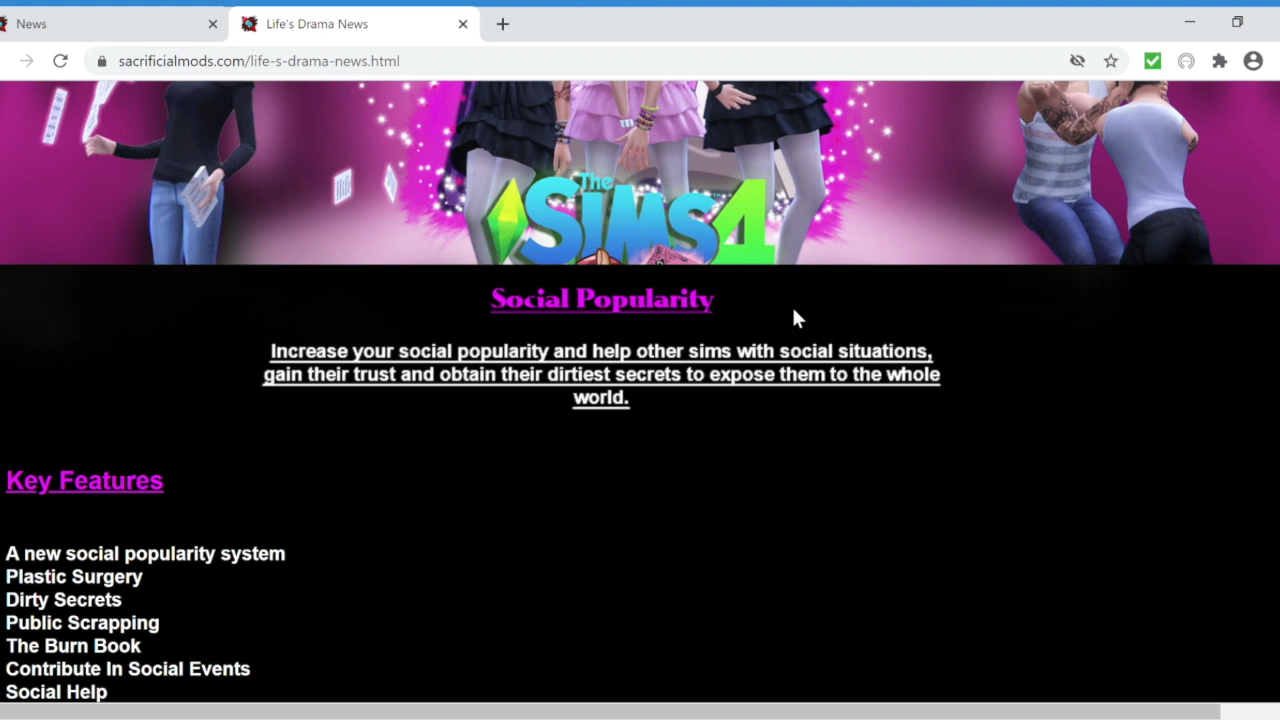 News
Life's Drama News
sacrificialmods.com/life-s-drama-news.html
The
SIMS 4
Social Popularity
Increase your social popularity and help other sims with social situations,
gain their trust and obtain their dirtiest secrets to expose them to the whole
world.
Key Features
A new social popularity system
Plastic Surgery
Dirty Secrets
Public Scrapping
The Burn Book
Contribute In Social Events
Social Help